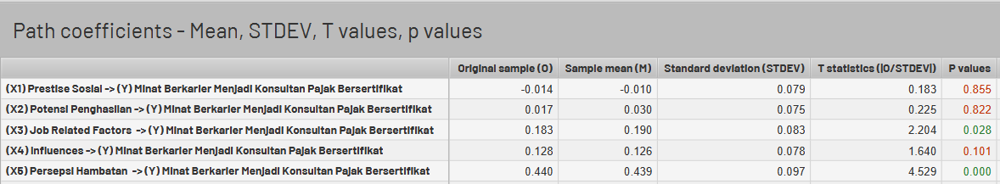 Path coefficients - Mean, STDEV, T values, p values
Original sample (O) Sample mean (M) Standard deviation (STDEV) T statistics (|O/STDEV|) P values
(X1) Prestise Sosial -> (Y) Minat Berkarier Menjadi Konsultan Pajak Bersertifikat -0.014 -0.010 0.079 0.183 0.855
(X2) Potensi Penghasilan -> (Y) Minat Berkarier Menjadi Konsultan Pajak Bersertifikat 0.017 0.030 0.075 0.225 0.822
(X3) Job Related Factors -> (Y) Minat Berkarier Menjadi Konsultan Pajak Bersertifikat 0.183 0.190 0.083 2.204 0.028
(X4) Influences -> (Y) Minat Berkarier Menjadi Konsultan Pajak Bersertifikat 0.128 0.126 0.078 1.640 0.101
(X5) Persepsi Hambatan -> (Y) Minat Berkarier Menjadi Konsultan Pajak Bersertifikat 0.440 0.439 0.097 4.529 0.000